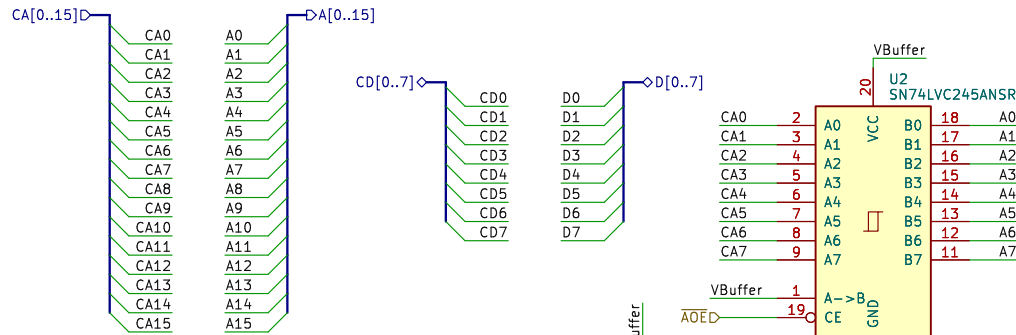 CA[0..15]
CA0
CA1
CA2
CA3
CA4
CA5
CA6
CA7
CA8
CA9
CA10
CA11
CA12
CA13
CA14
CA15
A[0..15]
A0
A1
A2
A3
A4
A5
A6
A7
A8
A9
A10
A11
A12
A13
A14
A15
CD[0..7]
CD0
CD1
CD2
CD3
CD4
CD5
CD6
CD7
D[0..7]
D0
D1
D2
D3
D4
D5
D6
D7
VBuffer
20
U2
SN74LVC245ANSR
VCC
CA0 2 A0 B0 18 A0
CA1 3 A1 B1 17 A1
CA2 4 A2 B2 16 A2
CA3 5 A3 B3 15 A3
CA4 6 A4 B4 14 A4
CA5 7 A5 B5 13 A5
CA6 8 A6 B6 12 A6
CA7 9 A7 B7 11 A7
VBuffer 1 A->B
AOE 19 CE
GND